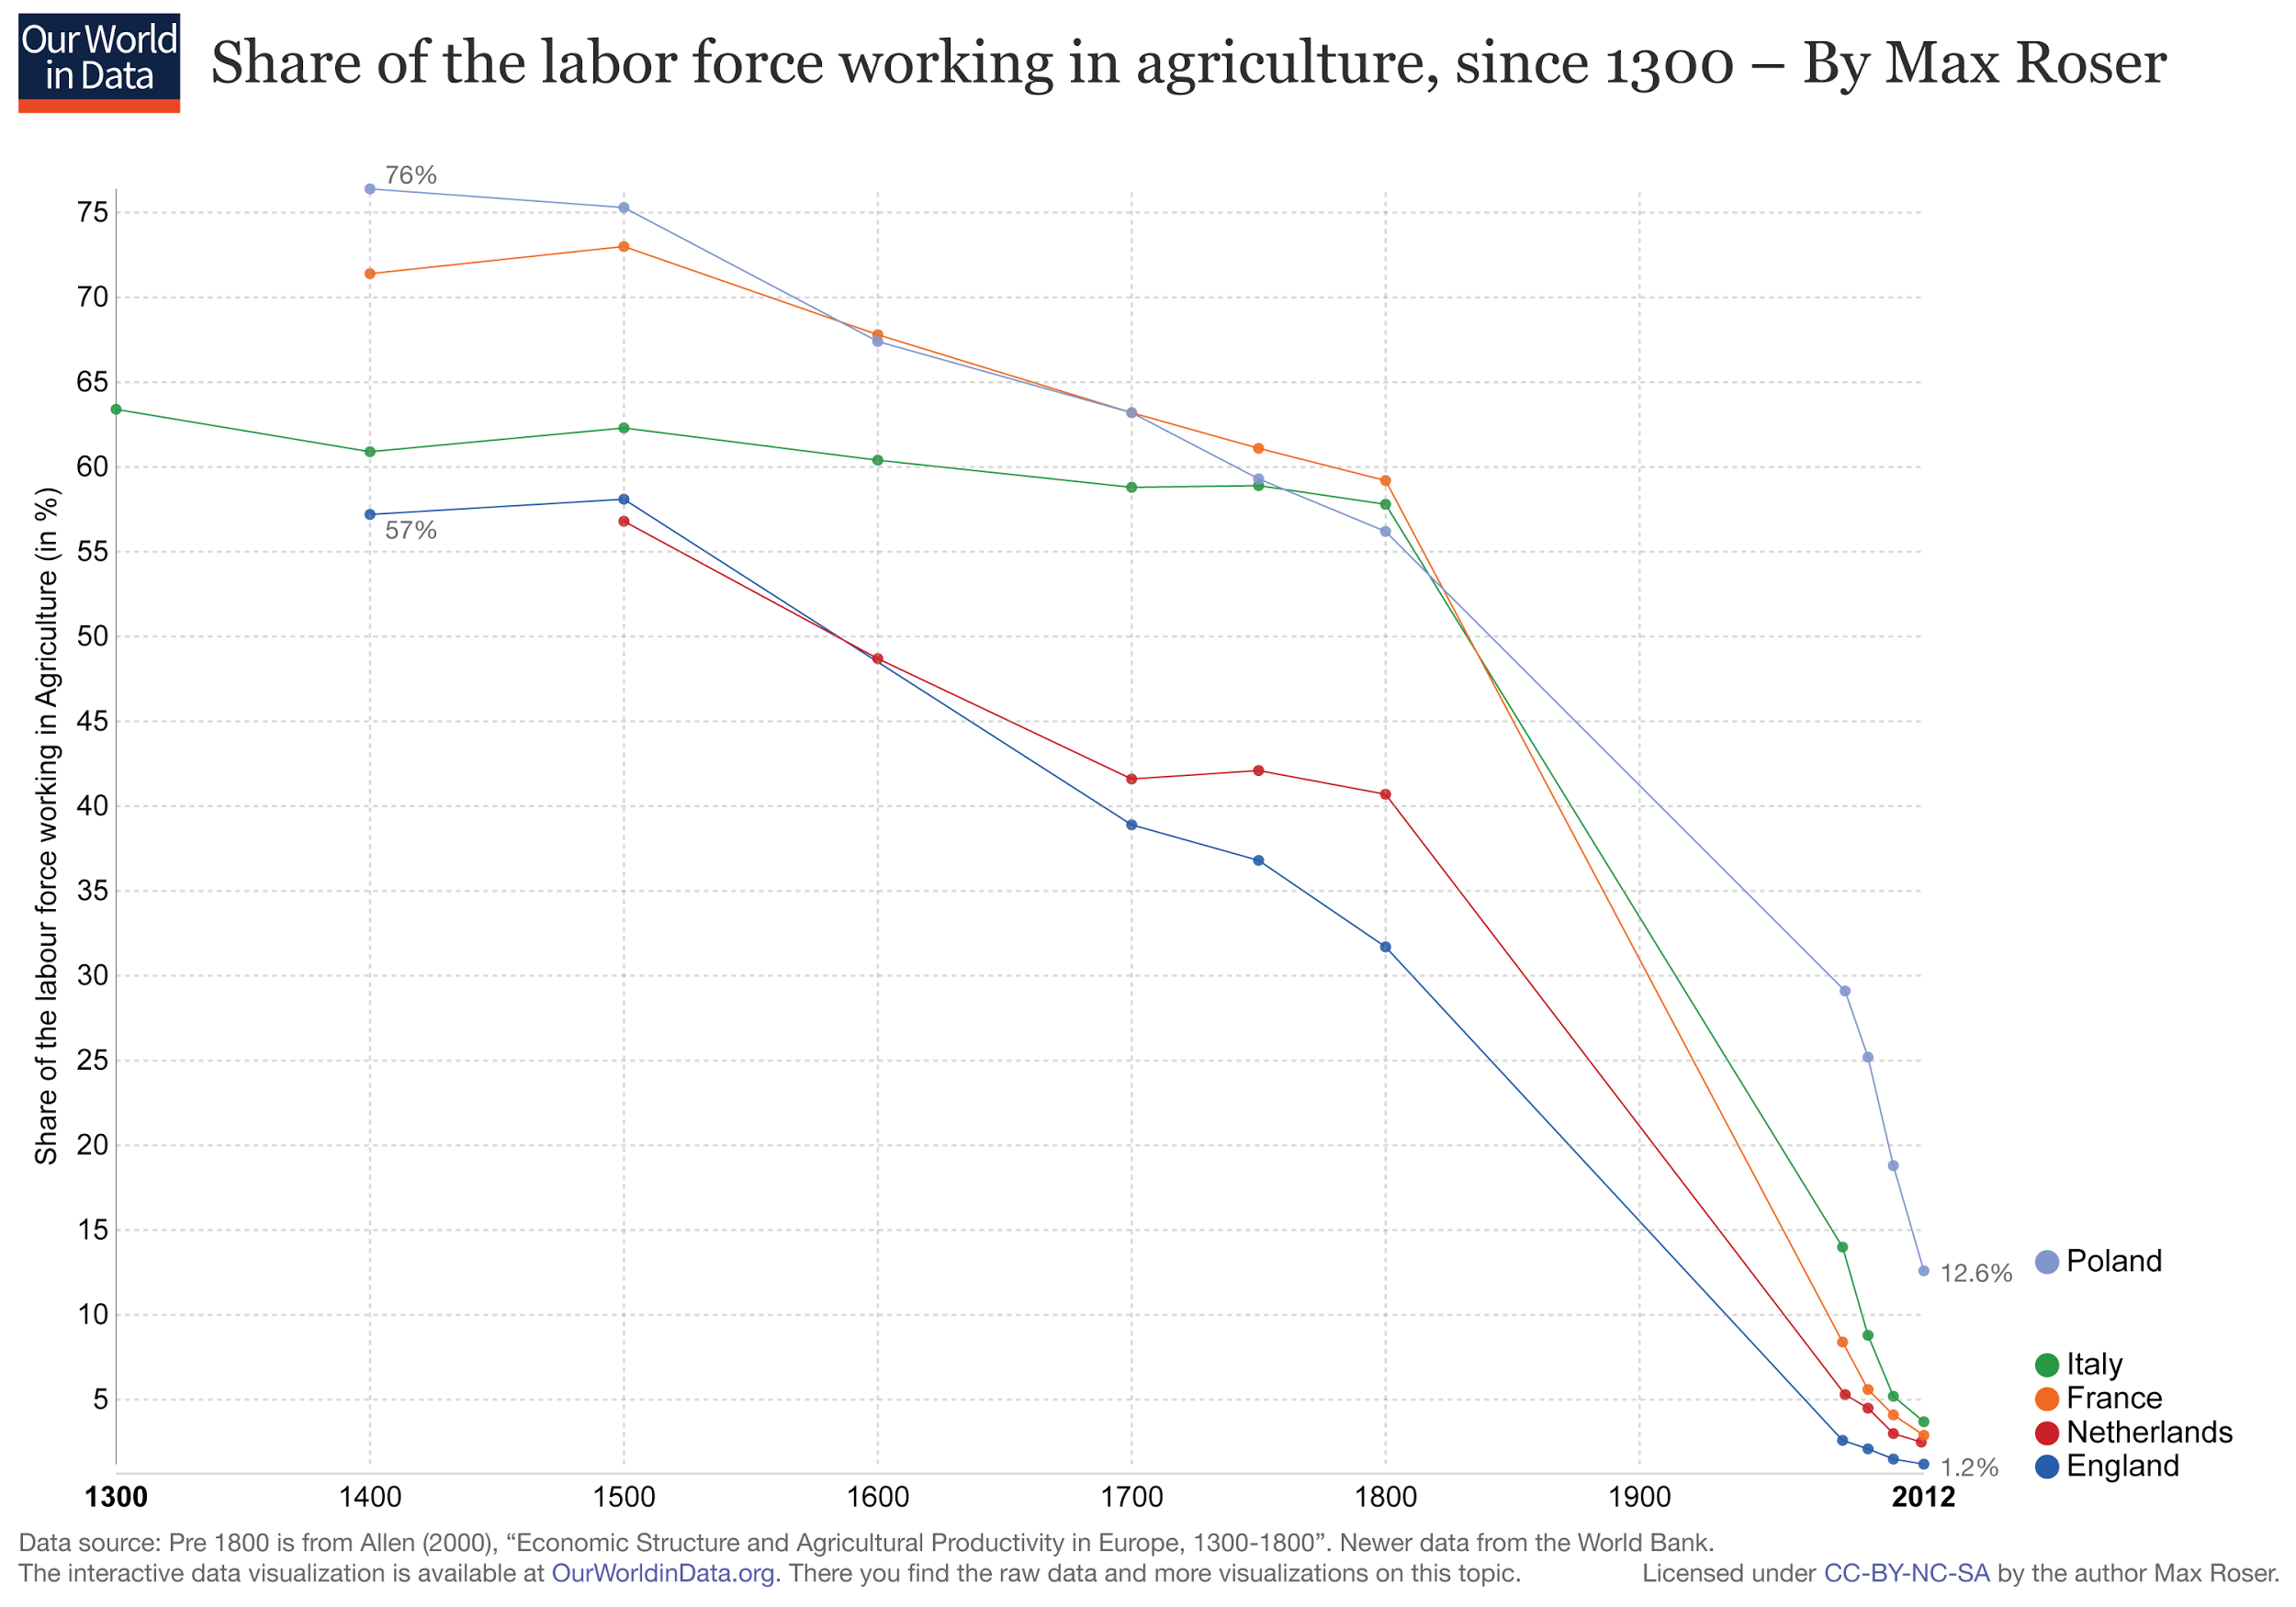 Our World
in Data
Share of the labor force working in agriculture, since 1300 – By Max Roser
Share of the labour force working in Agriculture (in %)
75
70
65
60
55
50
45
40
35
30
25
20
15
10
5
76%
57%
12.6%
1.2%
Poland
Italy
France
Netherlands
England
1300 1400 1500 1600 1700 1800 1900 2012
Data source: Pre 1800 is from Allen (2000), “Economic Structure and Agricultural Productivity in Europe, 1300-1800”. Newer data from the World Bank.
The interactive data visualization is available at OurWorldinData.org. There you find the raw data and more visualizations on this topic. Licensed under CC-BY-NC-SA by the author Max Roser.